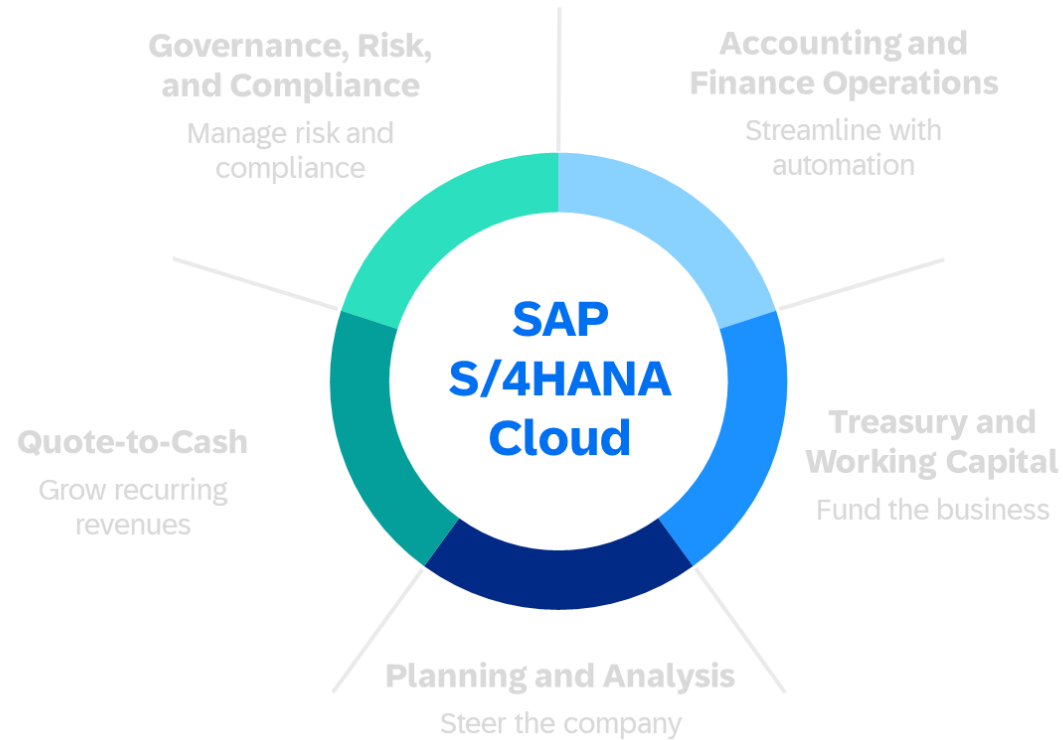 Governance, Risk,
and Compliance
Manage risk and
compliance
Accounting and
Finance Operations
Streamline with
automation
SAP
S/4HANA
Cloud
Quote-to-Cash
Grow recurring
revenues
Treasury and
Working Capital
Fund the business
Planning and Analysis
Steer the company